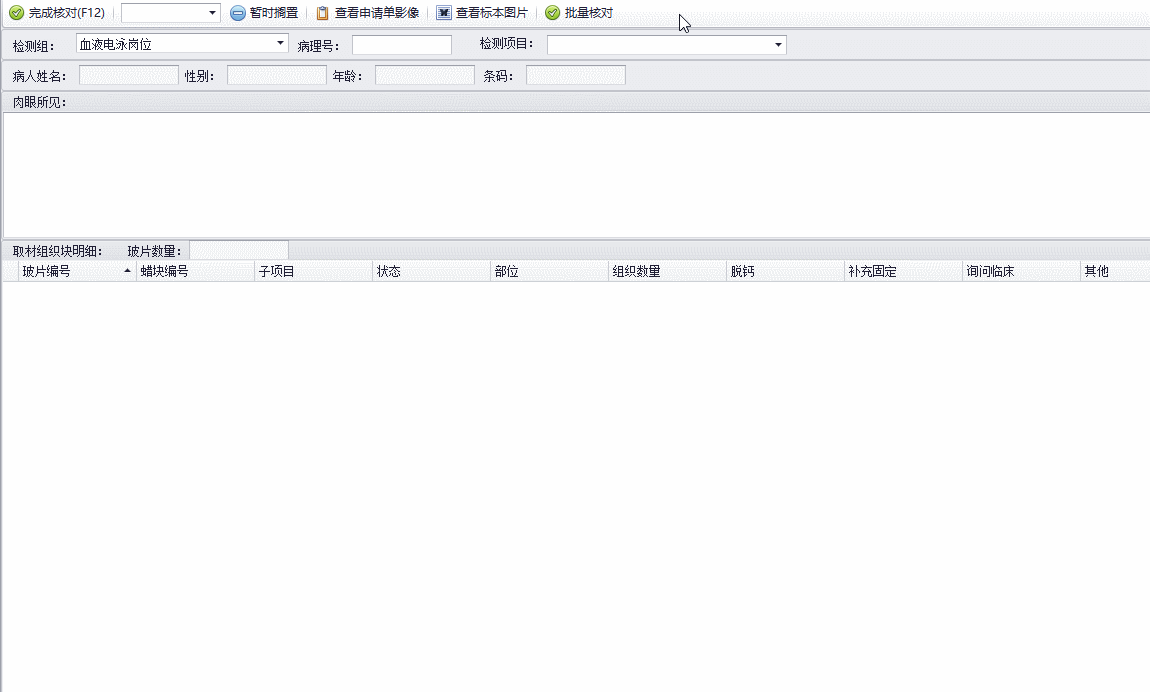 完成核对(F12) 暂时搁置 查看申请单影像 查看标本图片 批量核对
检测组： 血液电泳岗位 病理号： 检测项目：
病人姓名： 性别： 年龄： 条码：
肉眼所见：
取材组织块明细： 玻片数量：
玻片编号 蜡块编号 子项目 状态 部位 组织数量 脱钙 补充固定 询问临床 其他